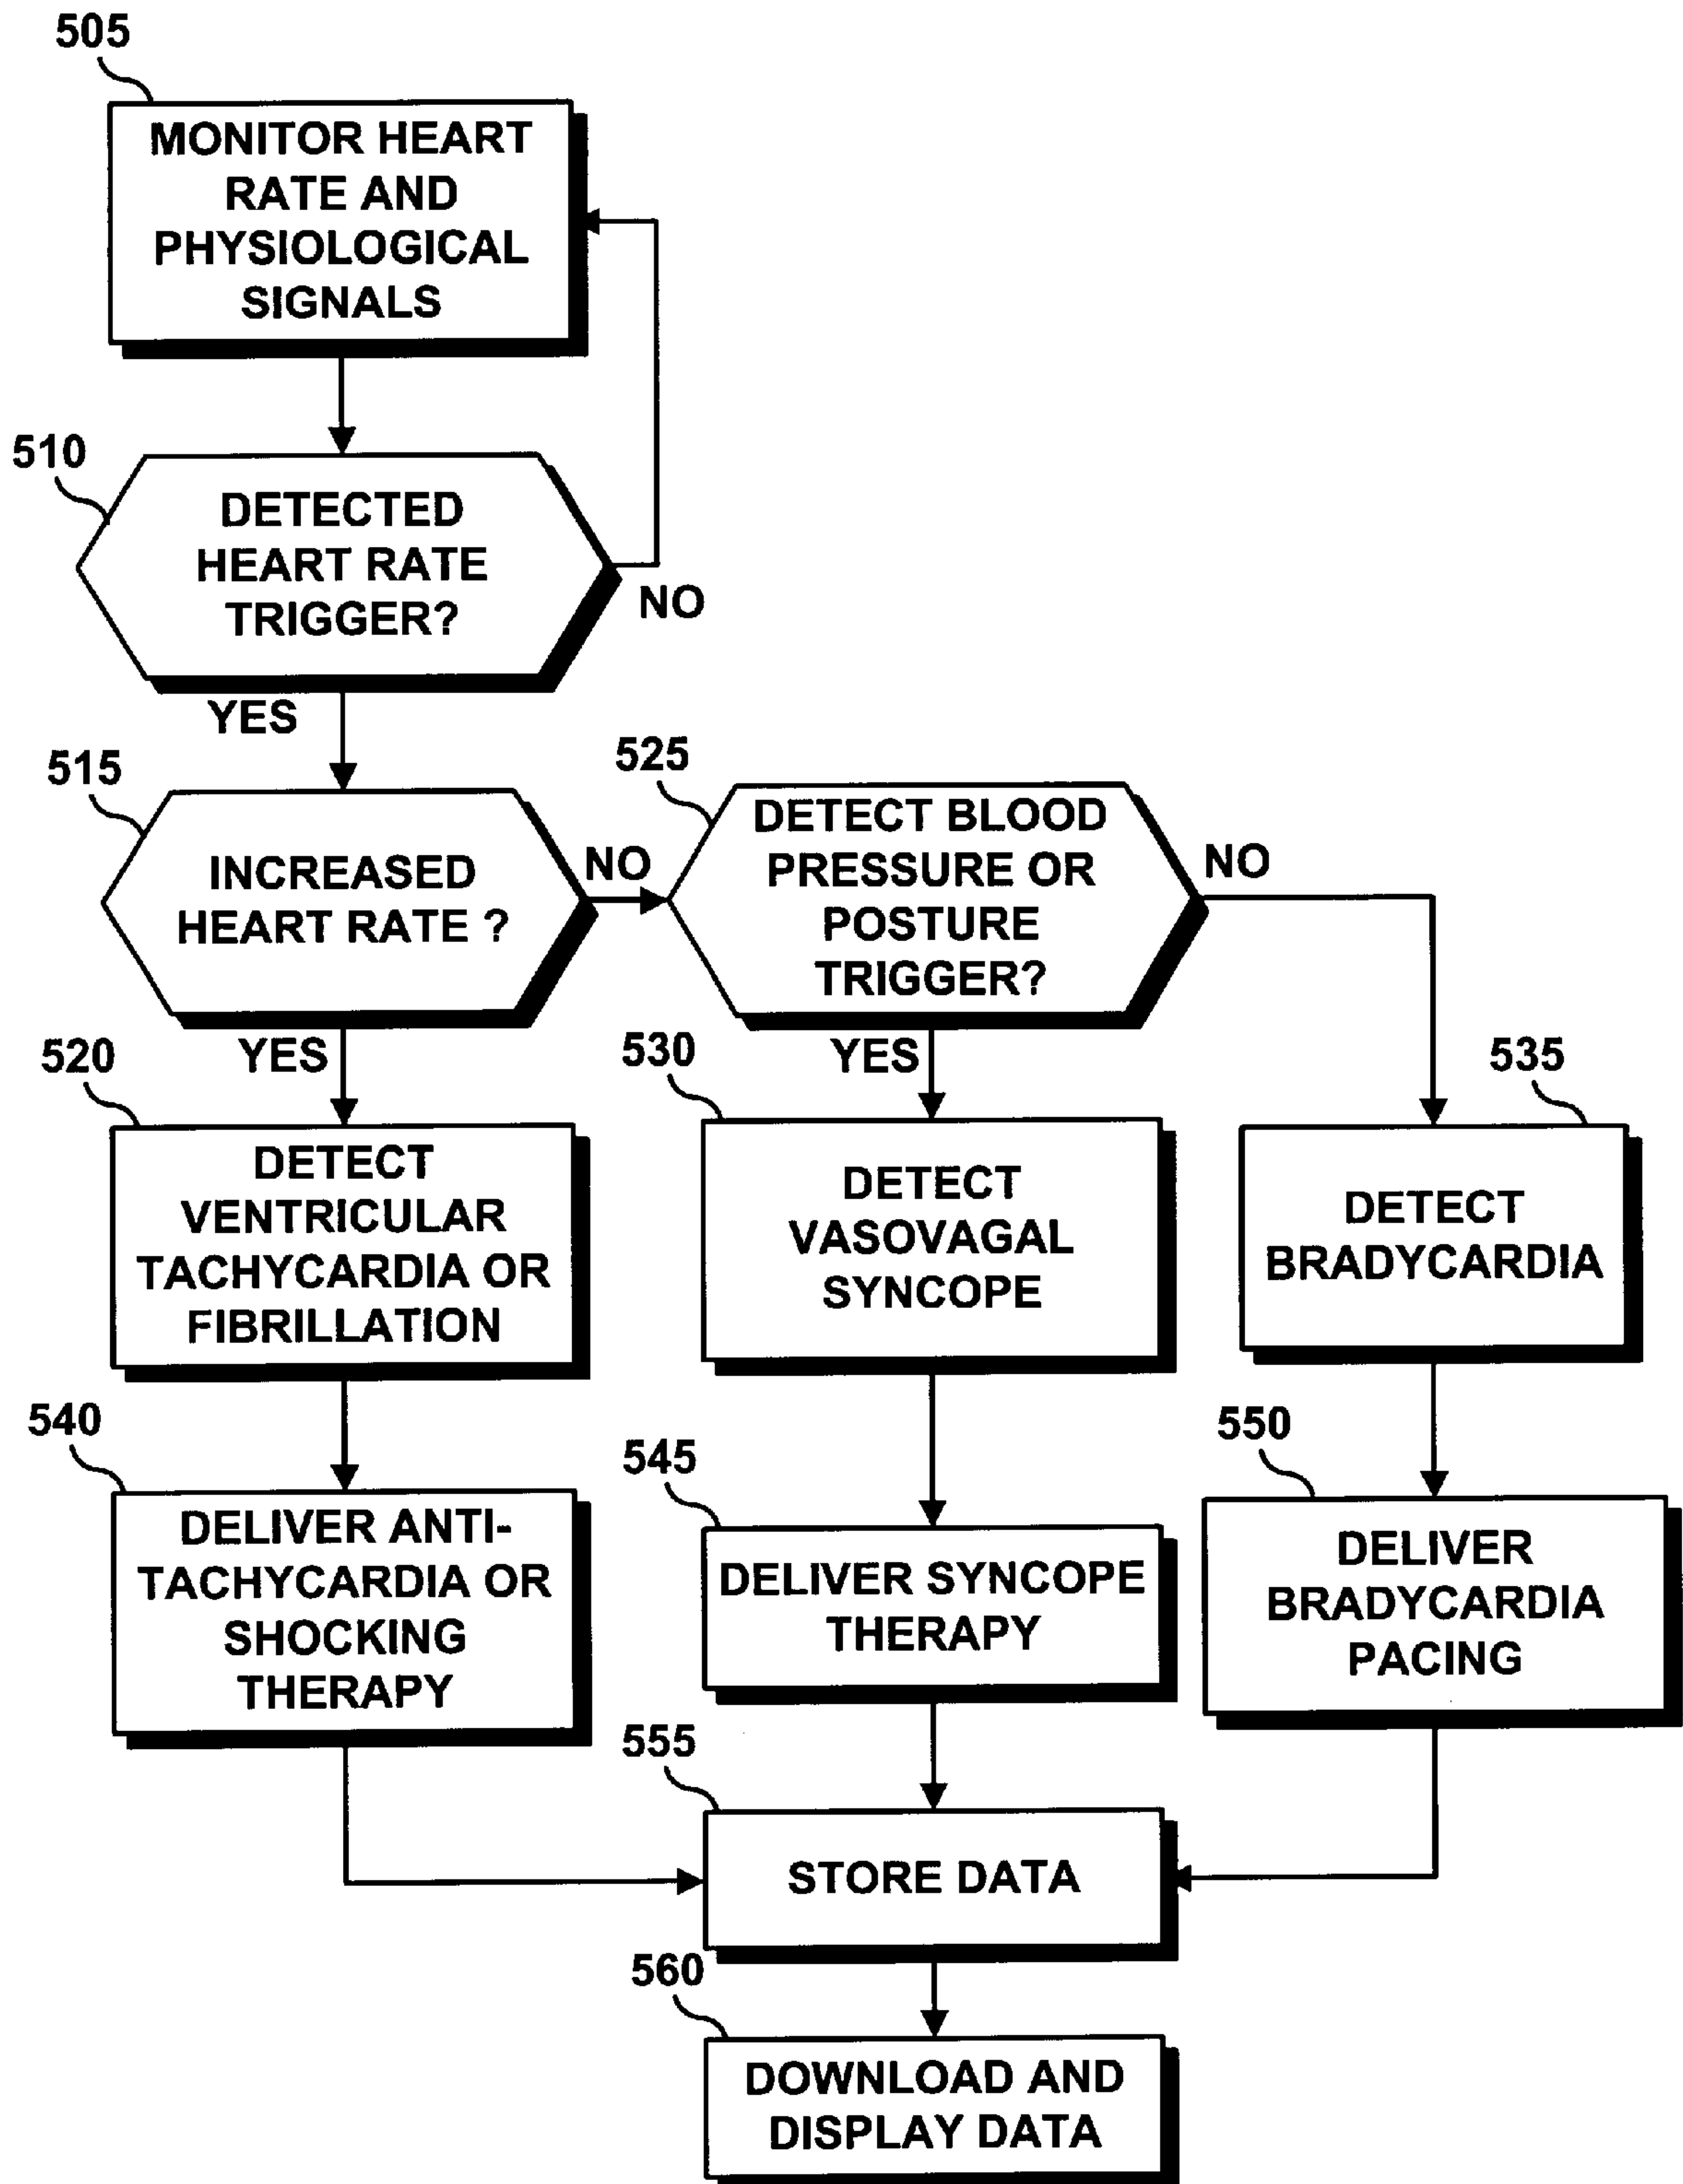 505
MONITOR HEART
RATE AND
PHYSIOLOGICAL
SIGNALS
510
DETECTED
HEART RATE
TRIGGER?
NO
YES
515
INCREASED
HEART RATE ?
NO
525
DETECT BLOOD
PRESSURE OR
POSTURE
TRIGGER?
NO
YES
YES
520
DETECT
VENTRICULAR
TACHYCARDIA OR
FIBRILLATION
530
DETECT
VASOVAGAL
SYNCOPE
535
DETECT
BRADYCARDIA
540
DELIVER ANTI-
TACHYCARDIA OR
SHOCKING
THERAPY
545
DELIVER SYNCOPE
THERAPY
550
DELIVER
BRADYCARDIA
PACING
555
STORE DATA
560
DOWNLOAD AND
DISPLAY DATA